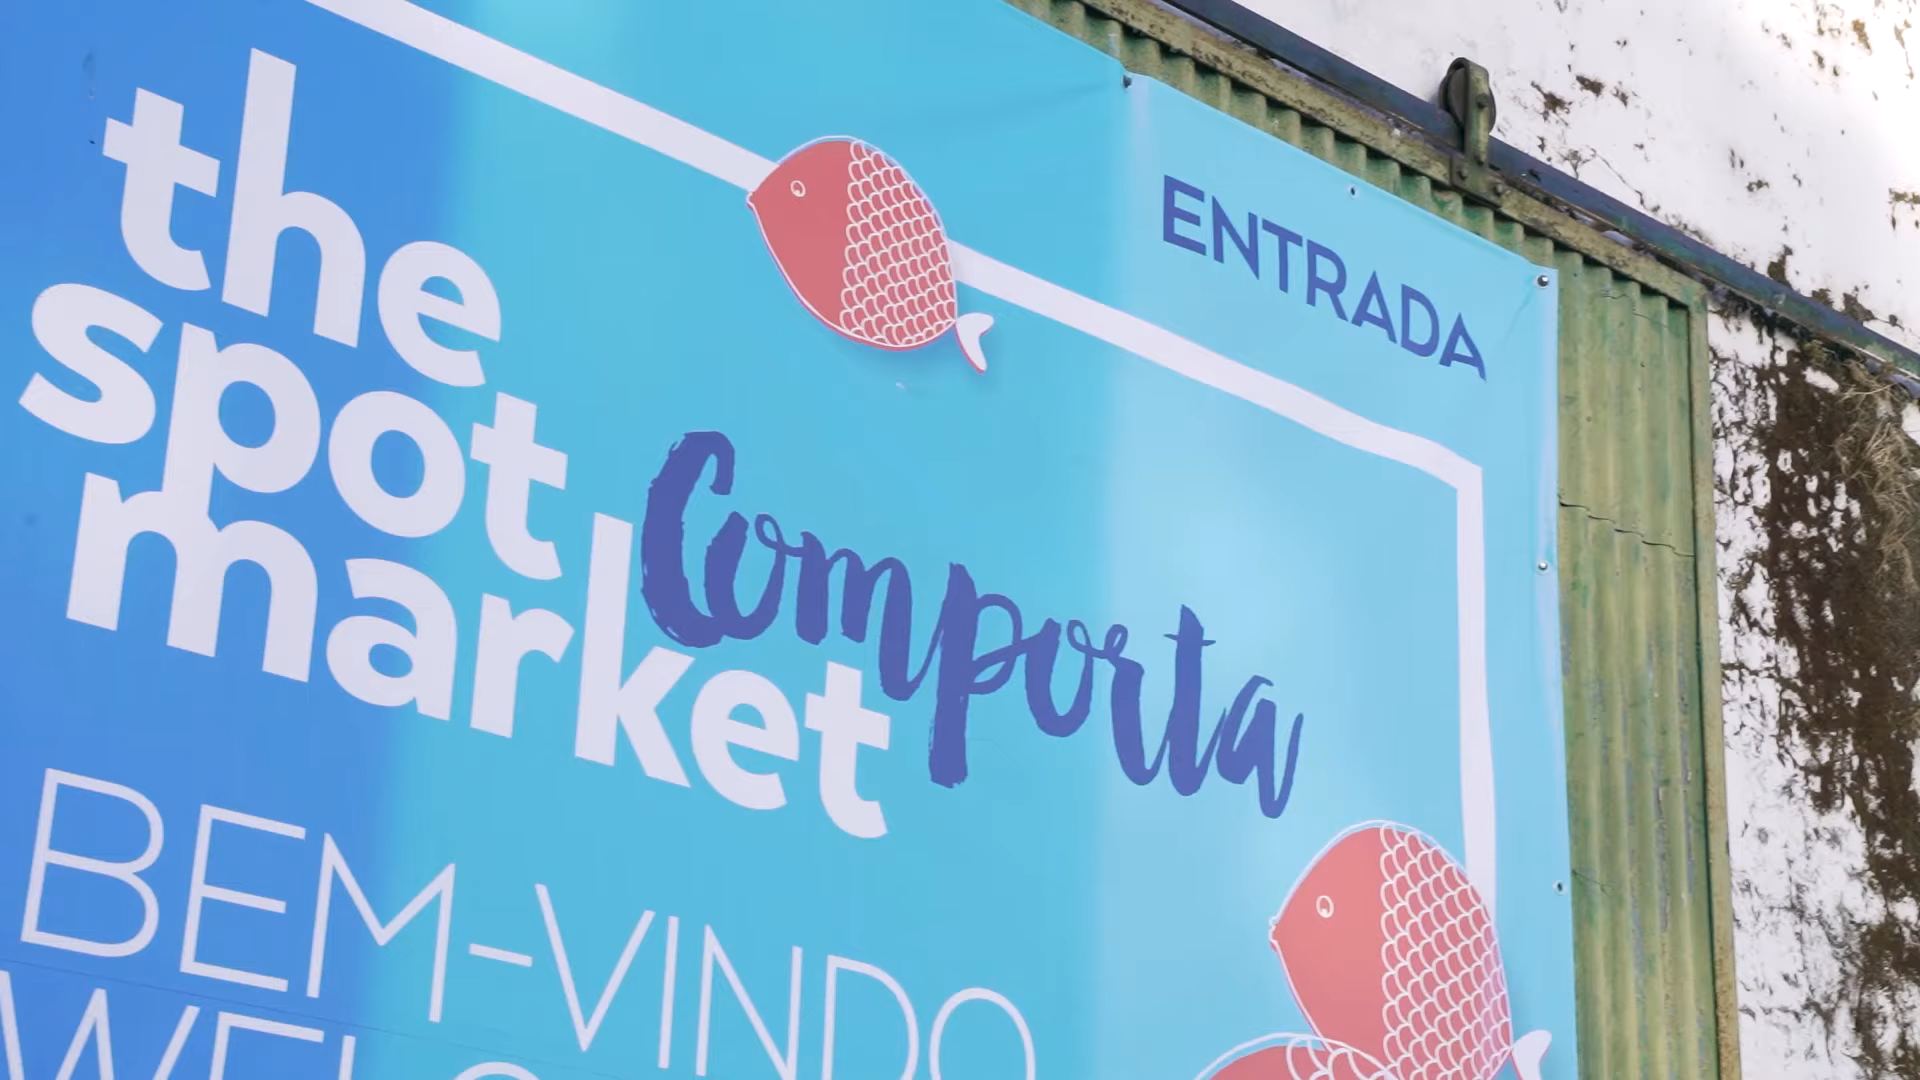 ENTRADA
the
spot
market
Comporta
BEM-VINDO